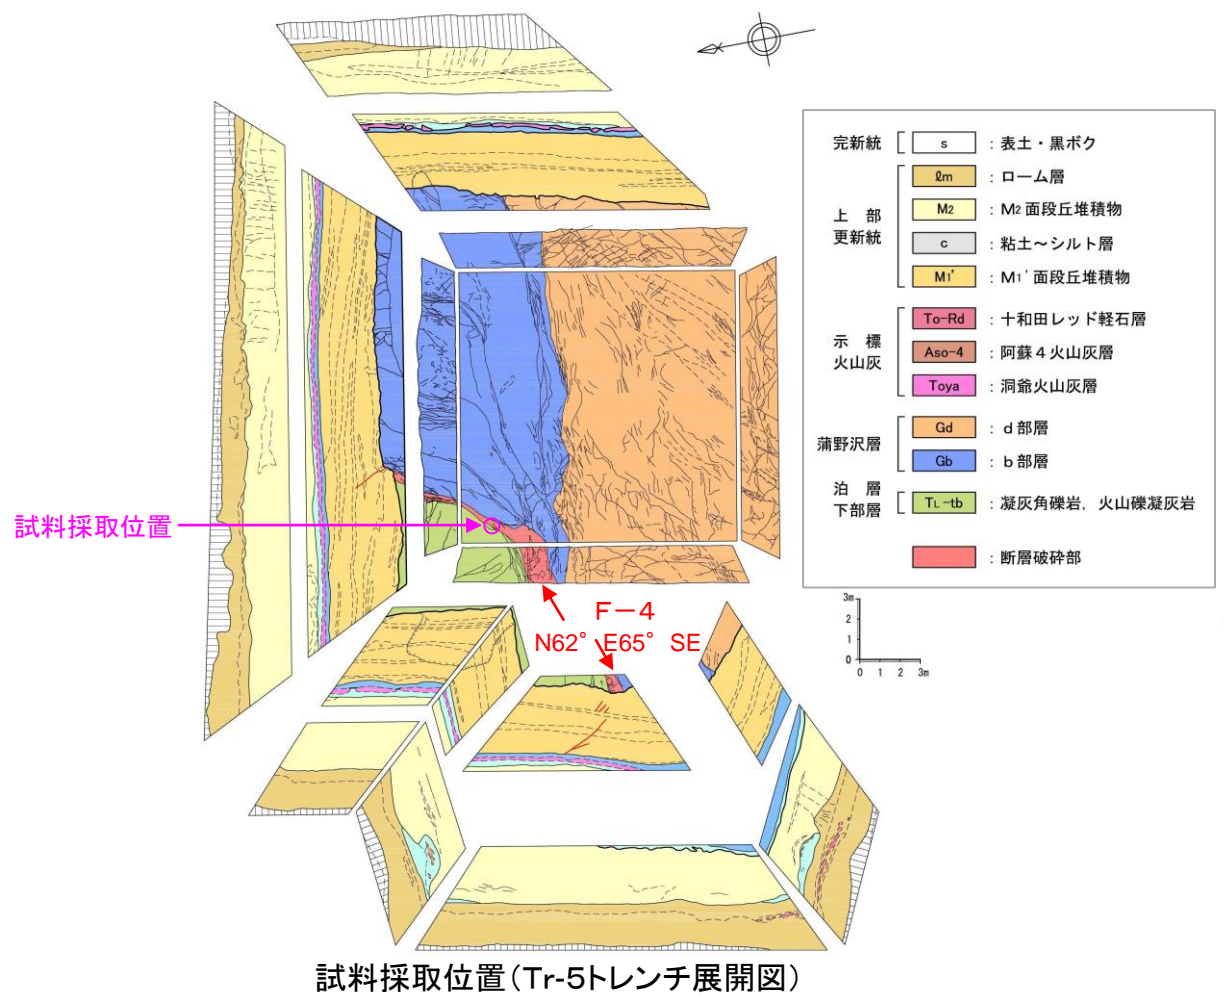 完新統
s
：表土・黒ボク
上　部
更新統
ℓm
：ローム層
M2
：M2面段丘堆積物
c
：粘土～シルト層
M1'
：M1'面段丘堆積物
示　標
火山灰
To-Rd
：十和田レッド軽石層
Aso-4
：阿蘇４火山灰層
Toya
：洞爺火山灰層
蒲野沢層
Gd
：ｄ部層
Gb
：ｂ部層
泊　層
下部層
TL-tb
：凝灰角礫岩，火山礫凝灰岩
：断層破砕部
試料採取位置
F－4
N62°E65°SE
3m
2
1
0
0 1 2 3m
試料採取位置（Tr-5トレンチ展開図）